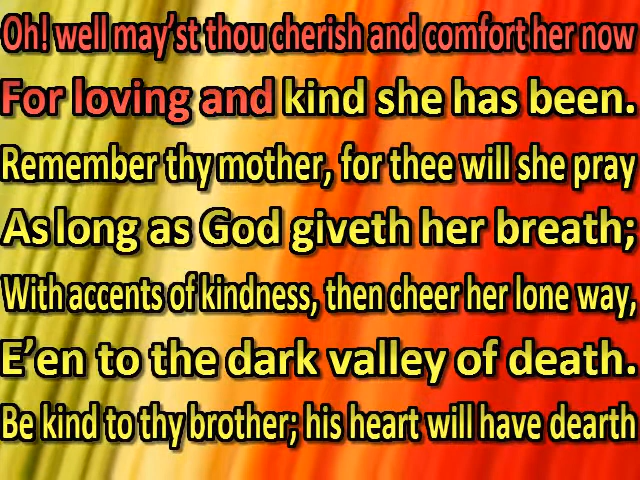 Oh! well may’st thou cherish and comfort her now
For loving and kind she has been.
Remember thy mother, for thee will she pray
As long as God giveth her breath;
With accents of kindness, then cheer her lone way,
E’en to the dark valley of death.
Be kind to thy brother; his heart will have dearth